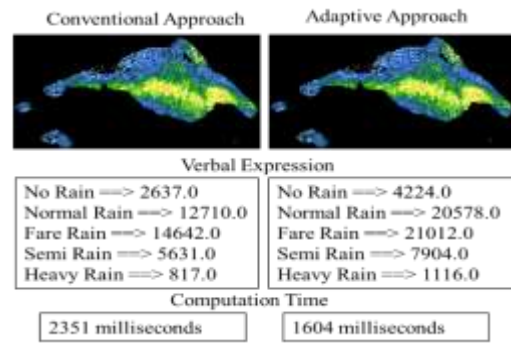 Conventional Approach
Adaptive Approach
Verbal Expression
No Rain ==> 2637.0
Normal Rain ==> 12710.0
Fare Rain ==> 14642.0
Semi Rain ==> 5631.0
Heavy Rain ==> 817.0
No Rain ==> 4224.0
Normal Rain ==> 20578.0
Fare Rain ==> 21012.0
Semi Rain ==> 7904.0
Heavy Rain ==> 1116.0
Computation Time
2351 milliseconds
1604 milliseconds